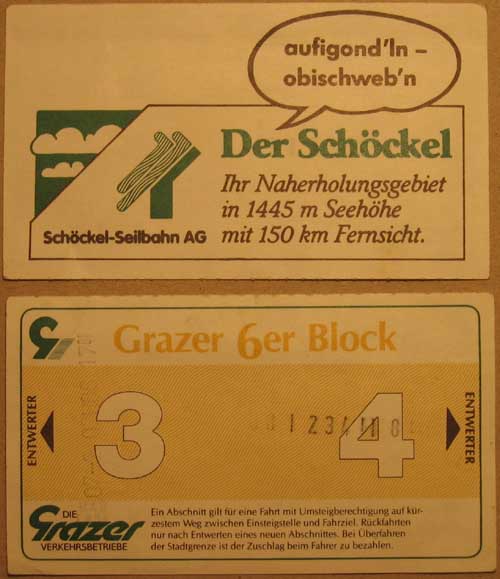 aufigond'ln –
obischweb'n
Der Schöckel
Ihr Naherholungsgebiet
in 1445 m Seehöhe
mit 150 km Fernsicht.
Schöckel-Seilbahn AG
Grazer 6er Block
ENTWERTER
3
4
ENTWERTER
DIE
Grazer
VERKEHRSBETRIEBE
Ein Abschnitt gilt für eine Fahrt mit Umsteigberechtigung auf kür-
zestem Weg zwischen Einsteigstelle und Fahrziel. Rückfahrten
nur nach Entwerten eines neuen Abschnittes. Bei Überfahren
der Stadtgrenze ist der Zuschlag beim Fahrer zu bezahlen.